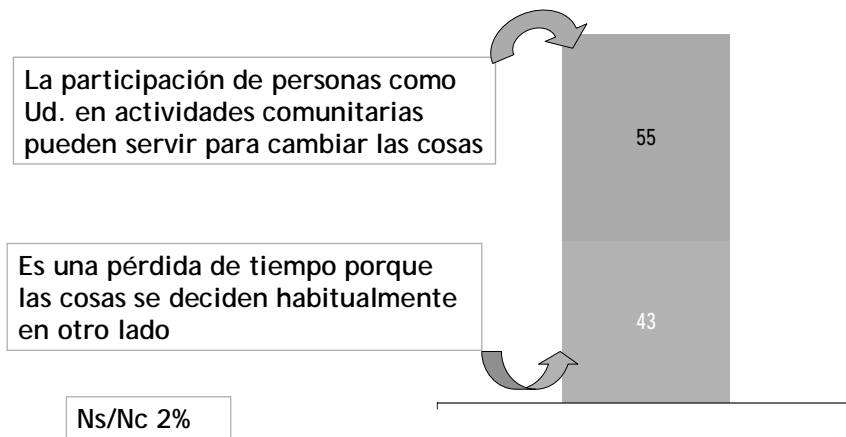 La participación de personas como
Ud. en actividades comunitarias
pueden servir para cambiar las cosas
55
Es una pérdida de tiempo porque
las cosas se deciden habitualmente
en otro lado
43
Ns/Nc 2%